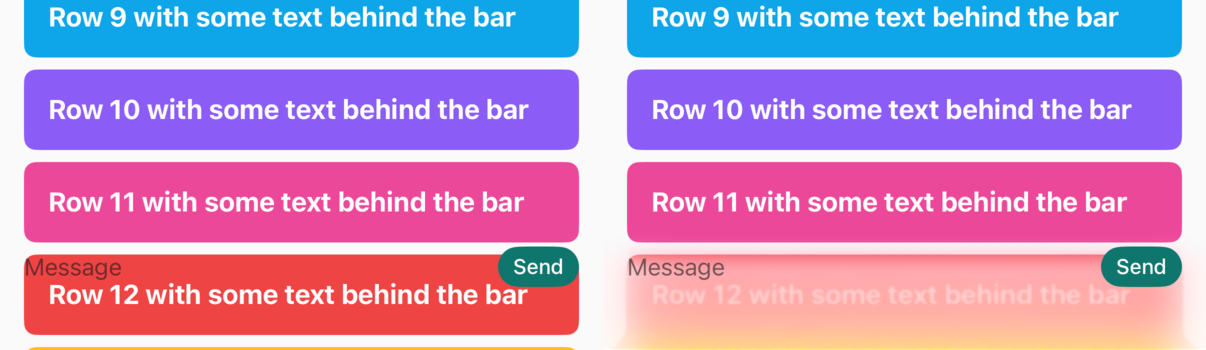 Row 9 with some text behind the bar
Row 10 with some text behind the bar
Row 11 with some text behind the bar
Message
Send
Row 12 with some text behind the bar
Row 9 with some text behind the bar
Row 10 with some text behind the bar
Row 11 with some text behind the bar
Message
Send
Row 12 with some text behind the bar